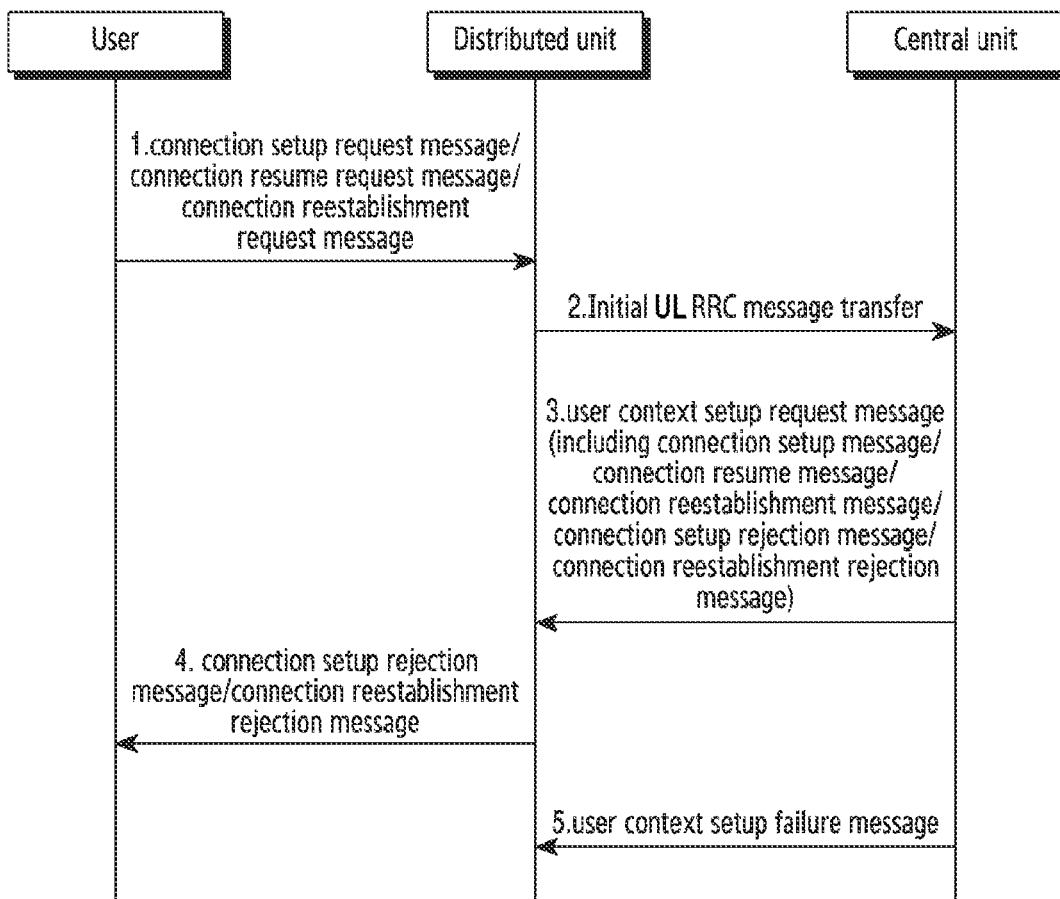 User
Distributed unit
Central unit
1.connection setup request message/
connection resume request message/
connection reestablishment
request message
2.Initial UL RRC message transfer
3.user context setup request message
(including connection setup message/
connection resume message/
connection reestablishment message/
connection setup rejection message/
connection reestablishment rejection
message)
4. connection setup rejection
message/connection reestablishment
rejection message
5.user context setup failure message